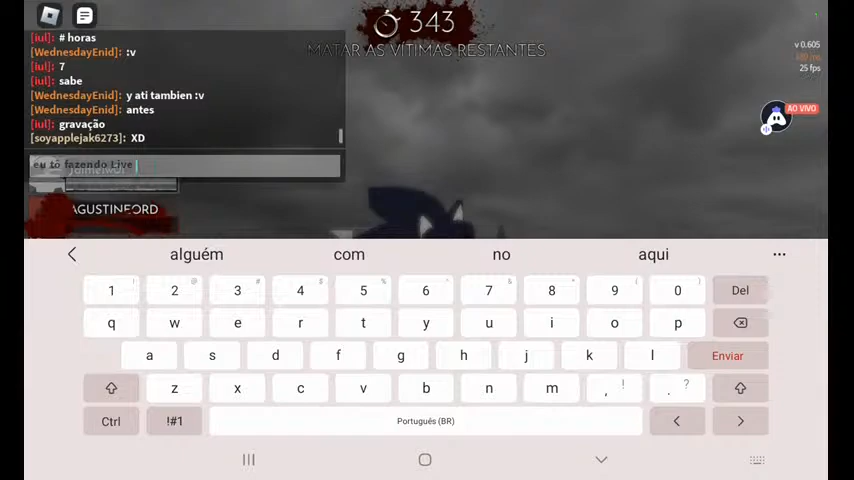 343
MATAR AS VÍTIMAS RESTANTES
v 0.605
25 fps
AO VIVO
[iul]: # horas
[WednesdayEnid]: :v
[iul]: 7
[iul]: sabe
[WednesdayEnid]: y ati tambien :v
[WednesdayEnid]: antes
[iul]: gravação
[soyapplejak6273]: XD
eu tô fazendo Live
AGUSTINFORD
alguém com no aqui ...
1 2 3 4 5 6 7 8 9 0 Del
q w e r t y u i o p
a s d f g h j k l Enviar
z x c v b n m , ! . ?
Ctrl !#1 Português (BR) < >